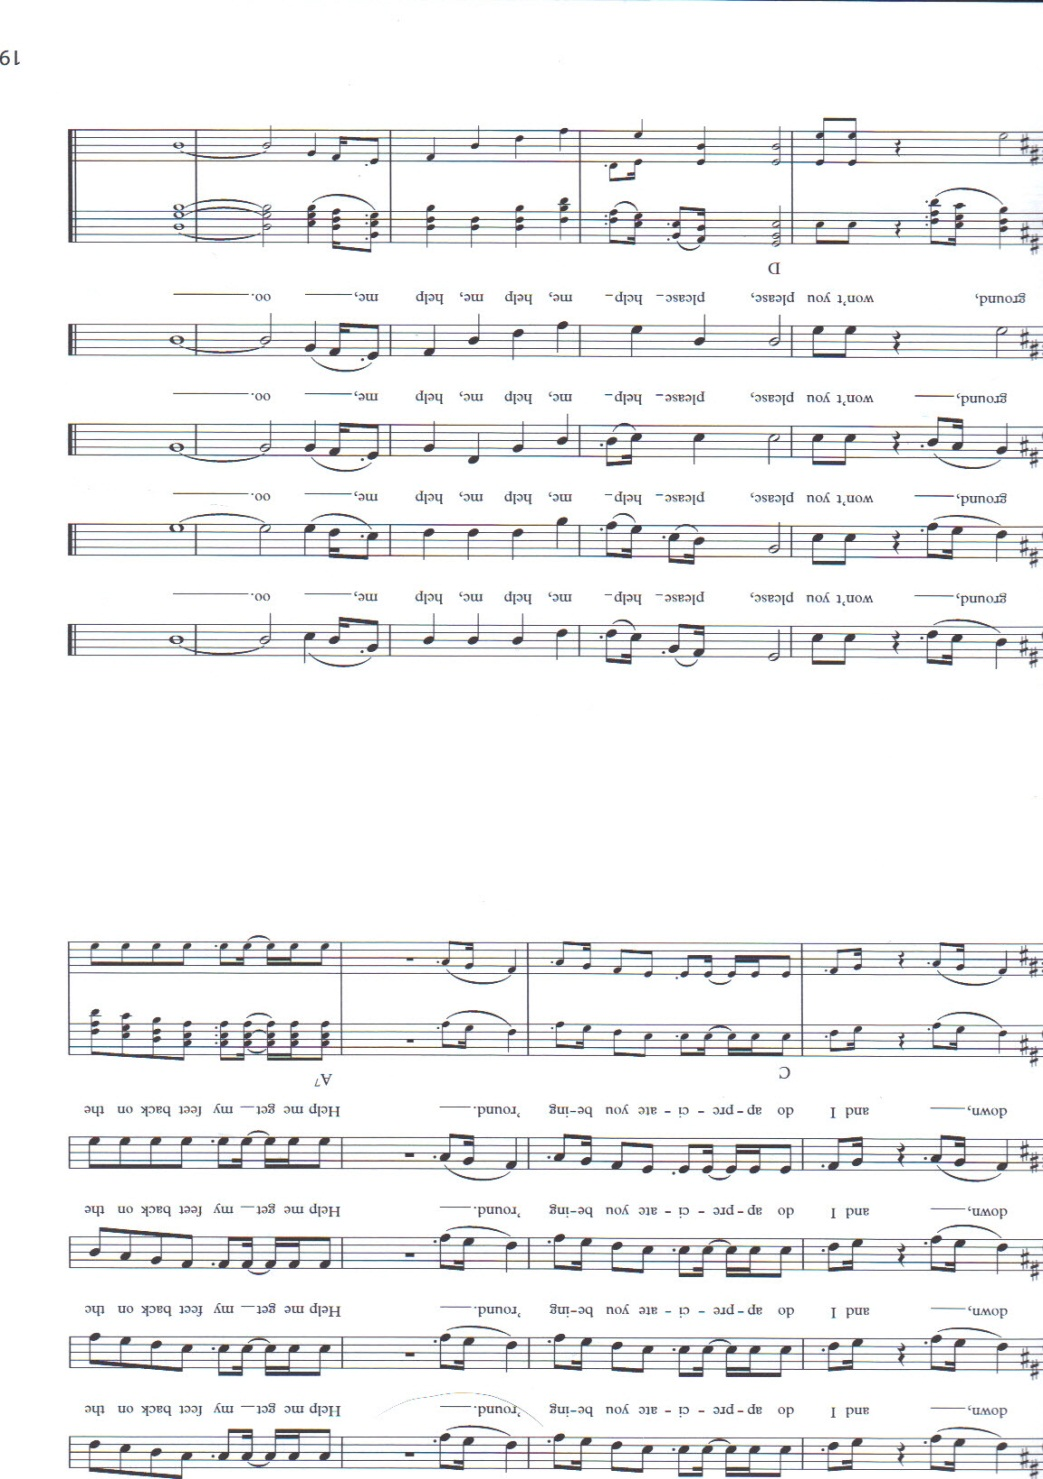 down, and I do ap - pre - ci - ate you be-ing 'round. Help me get my feet back on the
down, and I do ap - pre - ci - ate you be-ing 'round. Help me get my feet back on the
down, and I do ap - pre - ci - ate you be-ing 'round. Help me get my feet back on the
down, and I do ap - pre - ci - ate you be-ing 'round. Help me get my feet back on the
C A7
ground, won't you please, please help me, help me, help me, oo.
ground, won't you please, please help me, help me, help me, oo.
ground, won't you please, please help me, help me, help me, oo.
ground, won't you please, please help me, help me, help me, oo.
D
19